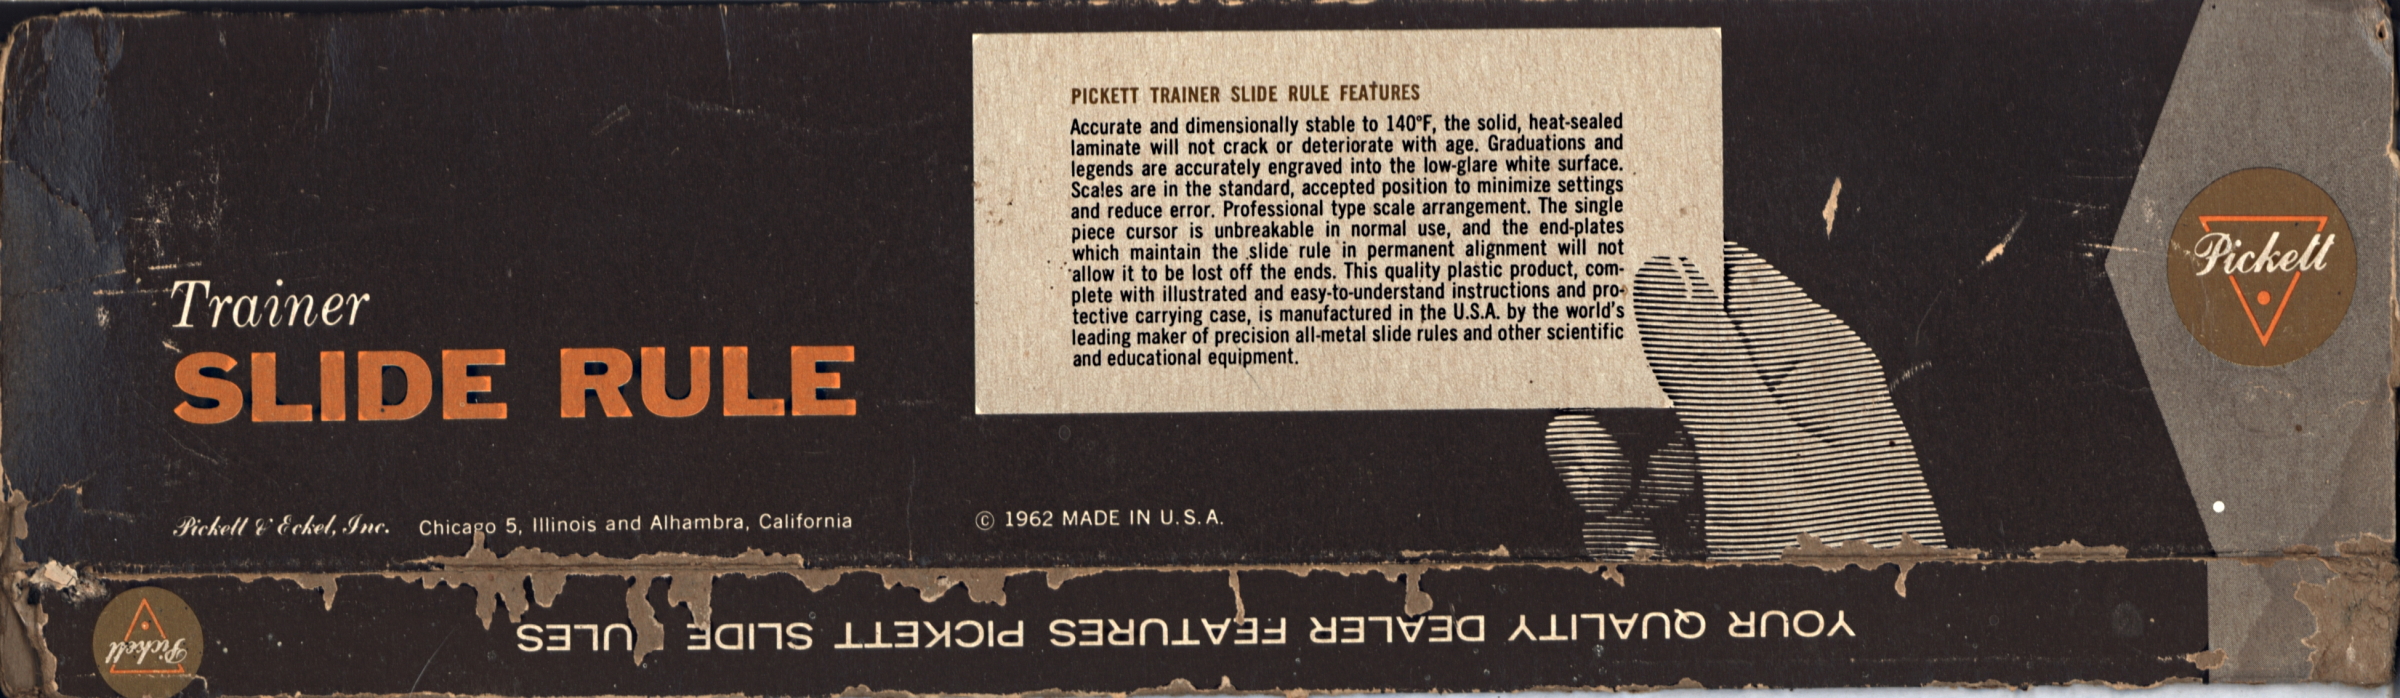 PICKETT TRAINER SLIDE RULE FEATURES
Accurate and dimensionally stable to 140°F, the solid, heat-sealed
laminate will not crack or deteriorate with age. Graduations and
legends are accurately engraved into the low-glare white surface.
Scales are in the standard, accepted position to minimize settings
and reduce error. Professional type scale arrangement. The single
piece cursor is unbreakable in normal use, and the end-plates
which maintain the slide rule in permanent alignment will not
allow it to be lost off the ends. This quality plastic product, com-
plete with illustrated and easy-to-understand instructions and pro-
tective carrying case, is manufactured in the U.S.A. by the world's
leading maker of precision all-metal slide rules and other scientific
and educational equipment.
Trainer
SLIDE RULE
Pickett & Eckel, Inc. Chicago 5, Illinois and Alhambra, California
© 1962 MADE IN U.S.A.
Pickett
YOUR QUALITY DEALER FEATURES PICKETT SLIDE RULES
Pickett